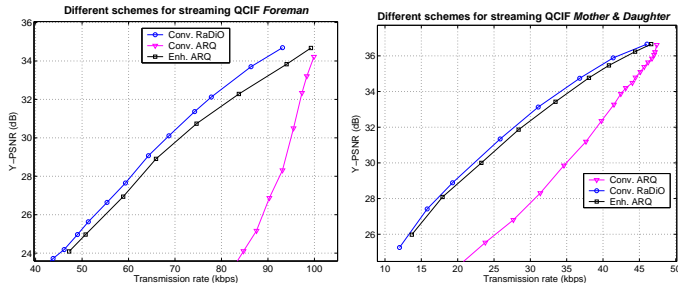 Different schemes for streaming QCIF Foreman
Conv. RaDiO
Conv. ARQ
Enh. ARQ
Y−PSNR (dB)
36
34
32
30
28
26
24
40 50 60 70 80 90 100
Transmission rate (kbps)
Different schemes for streaming QCIF Mother & Daughter
Conv. ARQ
Conv. RaDiO
Enh. ARQ
Y−PSNR (dB)
38
36
34
32
30
28
26
10 15 20 25 30 35 40 45 50
Transmission rate (kbps)